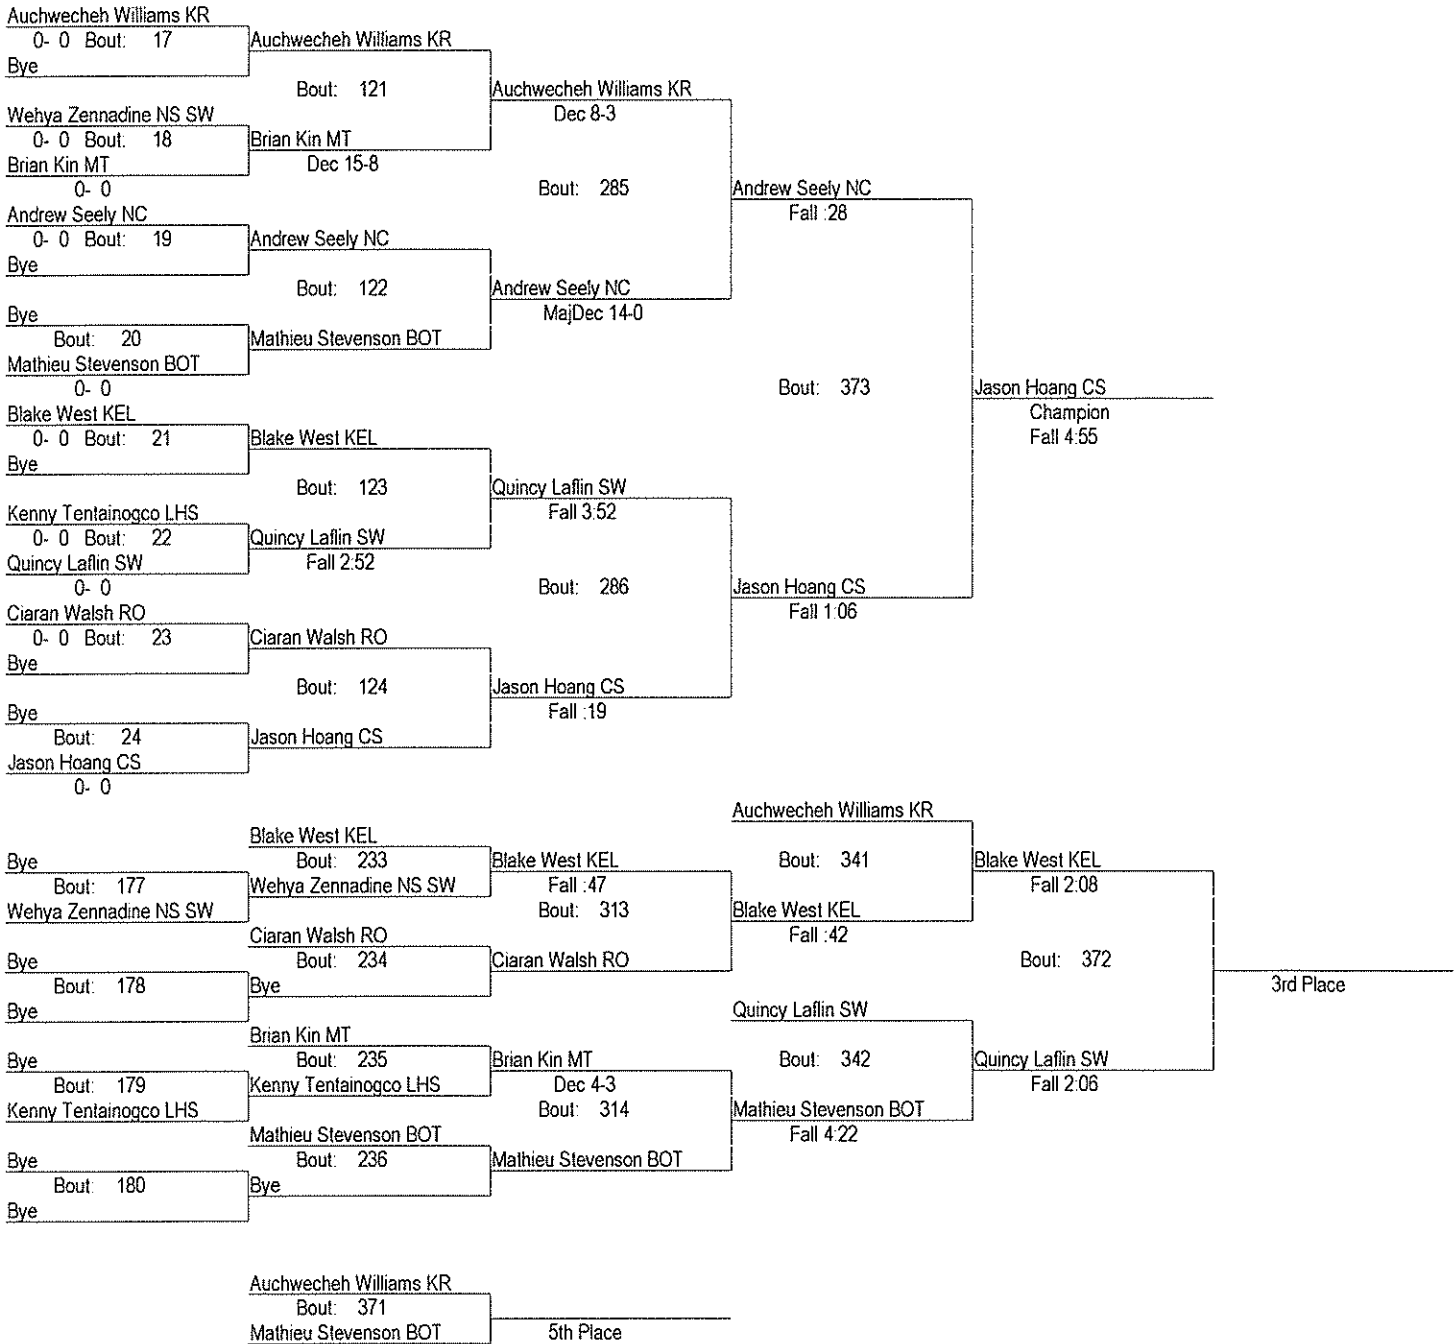 Auchwecheh Williams KR
0- 0 Bout: 17
Bye
Auchwecheh Williams KR
Bout: 121
Wehya Zennadine NS SW
0- 0 Bout: 18
Brian Kin MT
0- 0
Brian Kin MT
Dec 15-8
Auchwecheh Williams KR
Dec 8-3
Bout: 285
Andrew Seely NC
0- 0 Bout: 19
Bye
Andrew Seely NC
Bout: 122
Bye
Bout: 20
Mathieu Stevenson BOT
0- 0
Mathieu Stevenson BOT
Andrew Seely NC
MajDec 14-0
Andrew Seely NC
Fall :28
Bout: 373
Blake West KEL
0- 0 Bout: 21
Bye
Blake West KEL
Bout: 123
Kenny Tentainogco LHS
0- 0 Bout: 22
Quincy Laflin SW
0- 0
Quincy Laflin SW
Fall 2:52
Quincy Laflin SW
Fall 3:52
Bout: 286
Ciaran Walsh RO
0- 0 Bout: 23
Bye
Ciaran Walsh RO
Bout: 124
Bye
Bout: 24
Jason Hoang CS
0- 0
Jason Hoang CS
Jason Hoang CS
Fall :19
Jason Hoang CS
Fall 1:06
Jason Hoang CS
Champion
Fall 4:55
Bye
Bout: 177
Wehya Zennadine NS SW
Blake West KEL
Bout: 233
Wehya Zennadine NS SW
Blake West KEL
Fall :47
Bout: 313
Bye
Bout: 178
Bye
Ciaran Walsh RO
Bout: 234
Bye
Ciaran Walsh RO
Auchwecheh Williams KR
Bout: 341
Blake West KEL
Fall :42
Blake West KEL
Fall 2:08
Bout: 372
Bye
Bout: 179
Kenny Tentainogco LHS
Brian Kin MT
Bout: 235
Kenny Tentainogco LHS
Brian Kin MT
Dec 4-3
Bout: 314
Bye
Bout: 180
Bye
Mathieu Stevenson BOT
Bout: 236
Bye
Mathieu Stevenson BOT
Quincy Laflin SW
Bout: 342
Mathieu Stevenson BOT
Fall 4:22
Quincy Laflin SW
Fall 2:06
3rd Place
Auchwecheh Williams KR
Bout: 371
Mathieu Stevenson BOT
5th Place